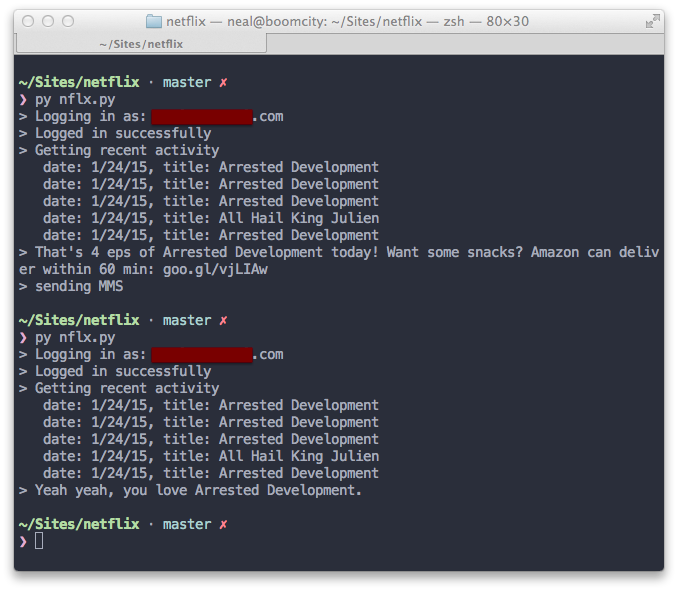 netflix — neal@boomcity: ~/Sites/netflix — zsh — 80×30
~/Sites/netflix
~/Sites/netflix · master ✗
❯ py nflx.py
> Logging in as: .com
> Logged in successfully
> Getting recent activity
date: 1/24/15, title: Arrested Development
date: 1/24/15, title: Arrested Development
date: 1/24/15, title: Arrested Development
date: 1/24/15, title: All Hail King Julien
date: 1/24/15, title: Arrested Development
> That's 4 eps of Arrested Development today! Want some snacks? Amazon can deliv
er within 60 min: goo.gl/vjLIAw
> sending MMS
~/Sites/netflix · master ✗
❯ py nflx.py
> Logging in as: .com
> Logged in successfully
> Getting recent activity
date: 1/24/15, title: Arrested Development
date: 1/24/15, title: Arrested Development
date: 1/24/15, title: Arrested Development
date: 1/24/15, title: All Hail King Julien
date: 1/24/15, title: Arrested Development
> Yeah yeah, you love Arrested Development.
~/Sites/netflix · master ✗
❯